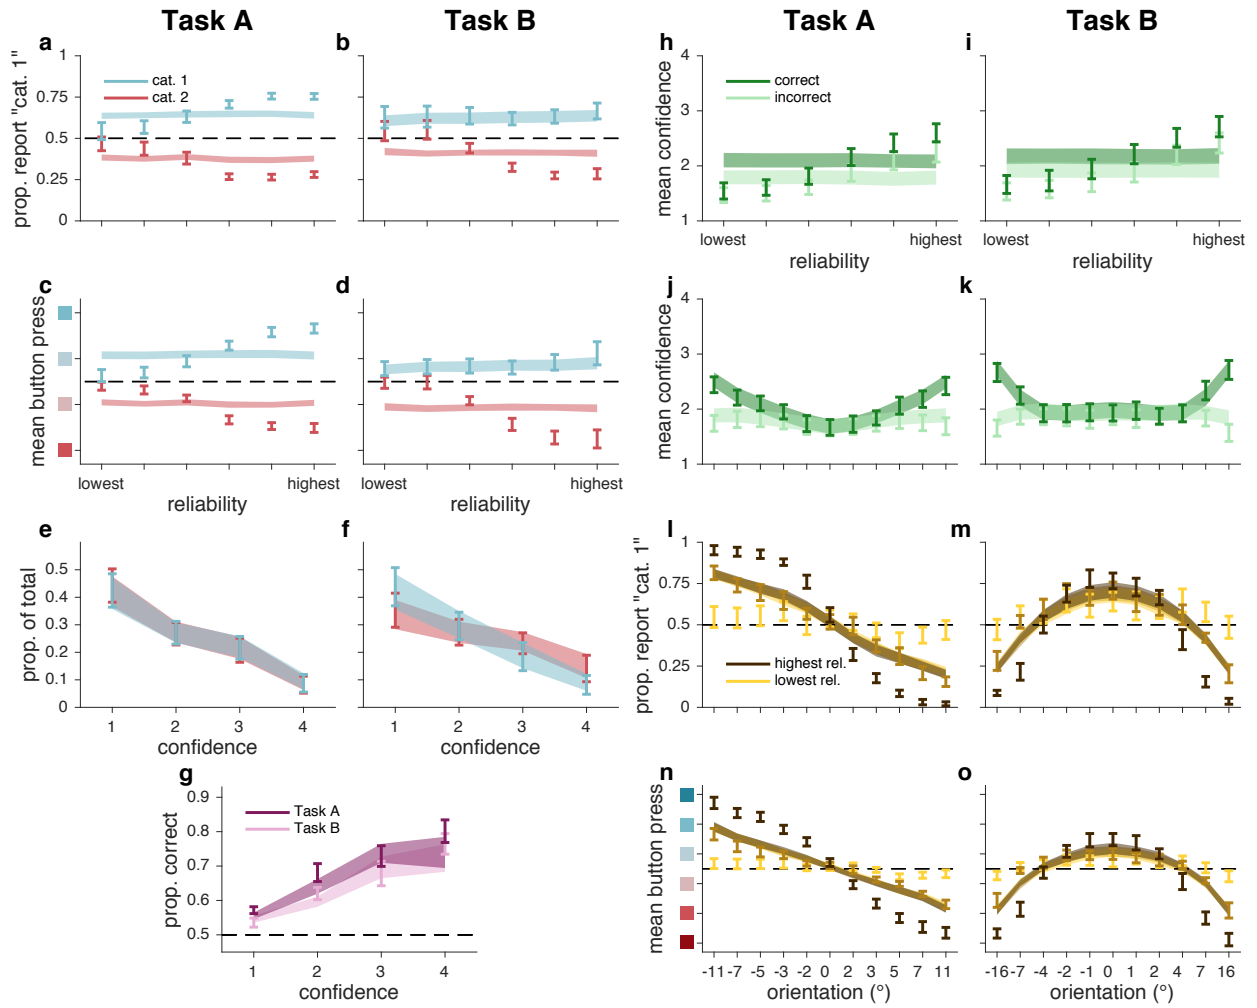 Task A
Task B
Task A
Task B
a
b
h
i
prop. report "cat. 1"
1
0.75
0.5
0.25
0
cat. 1
cat. 2
mean confidence
4
3
2
1
correct
incorrect
lowest
highest
lowest
highest
reliability
reliability
c
d
j
k
mean button press
lowest
highest
lowest
highest
reliability
reliability
mean confidence
4
3
2
1
e
f
l
m
prop. of total
0.5
0.4
0.3
0.2
0.1
0
1
2
3
4
1
2
3
4
confidence
confidence
prop. report "cat. 1"
1
0.75
0.5
0.25
0
highest rel.
lowest rel.
g
n
o
prop. correct
0.9
0.8
0.7
0.6
0.5
Task A
Task B
1
2
3
4
confidence
mean button press
-11 -7 -5 -3 -2 0 2 3 5 7 11
-16 -7 -4 -2 -1 0 1 2 4 7 16
orientation (°)
orientation (°)